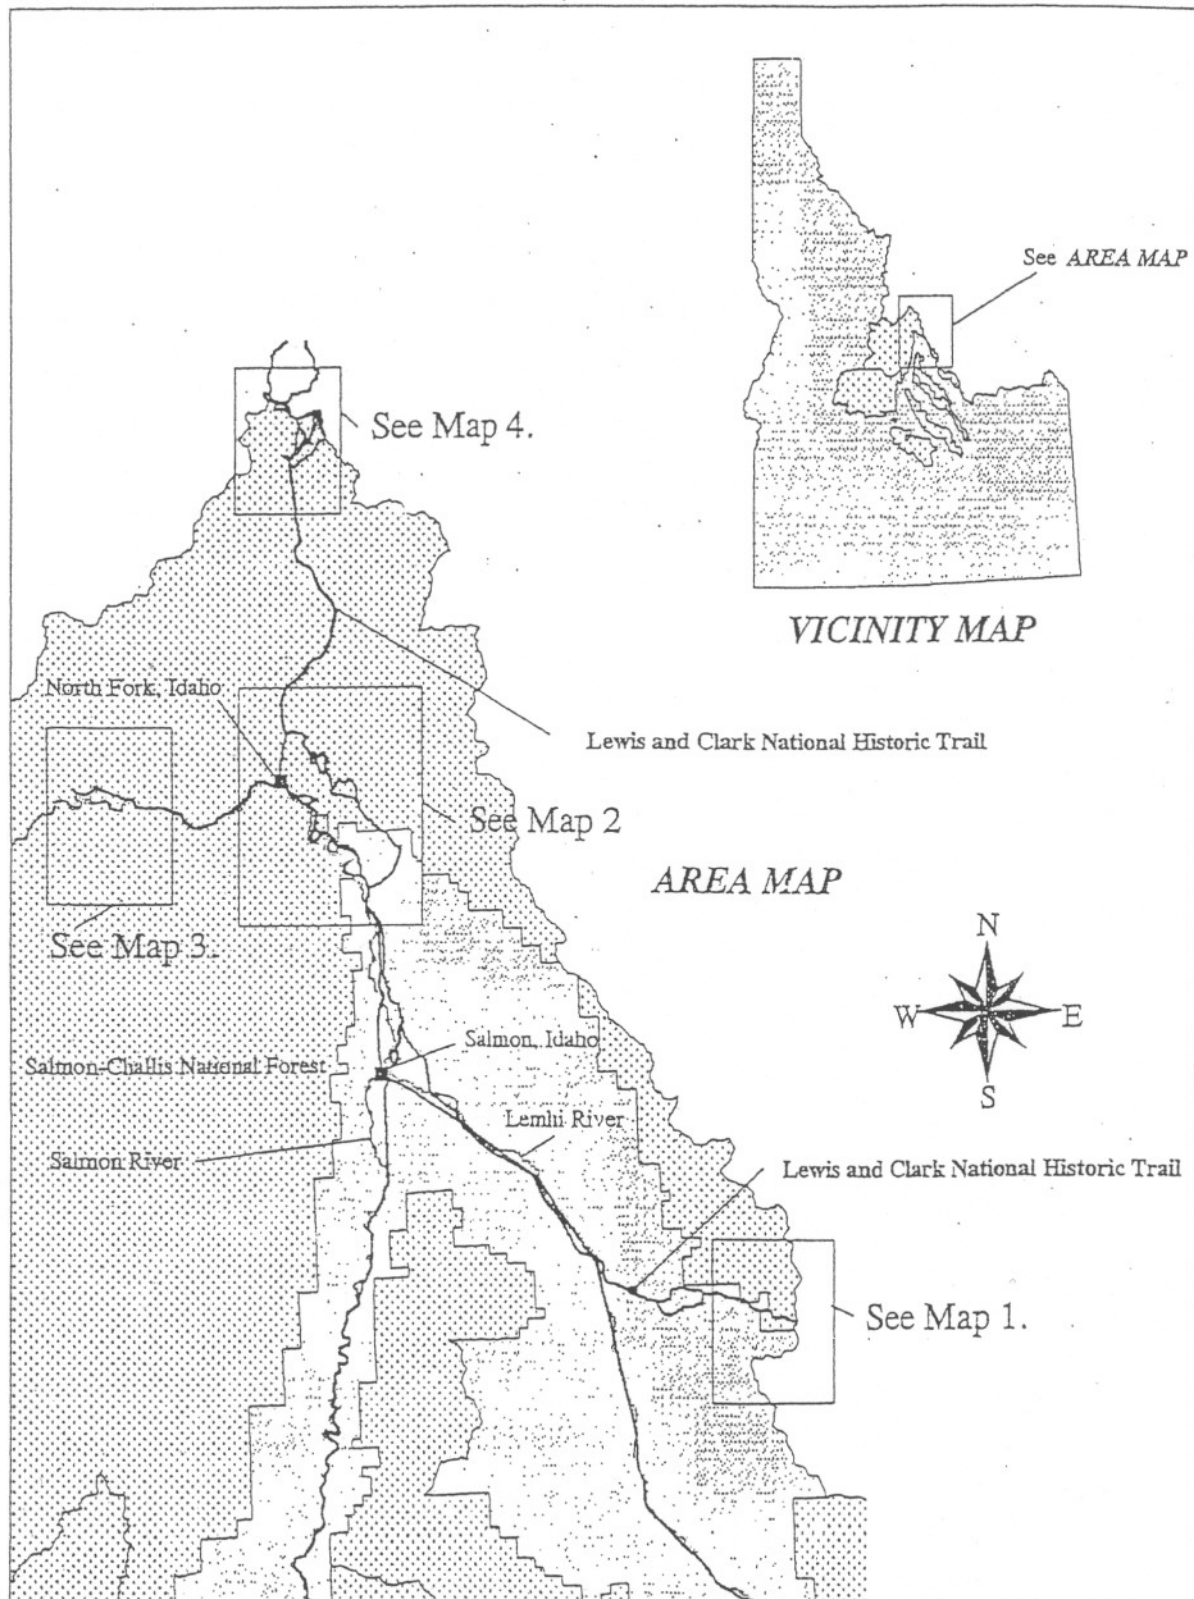 See AREA MAP
See Map 4.
VICINITY MAP
North Fork, Idaho
Lewis and Clark National Historic Trail
See Map 2
AREA MAP
See Map 3.
N
W
E
S
Salmon, Idaho
Salmon-Challis National Forest
Lemhi River
Salmon River
Lewis and Clark National Historic Trail
See Map 1.